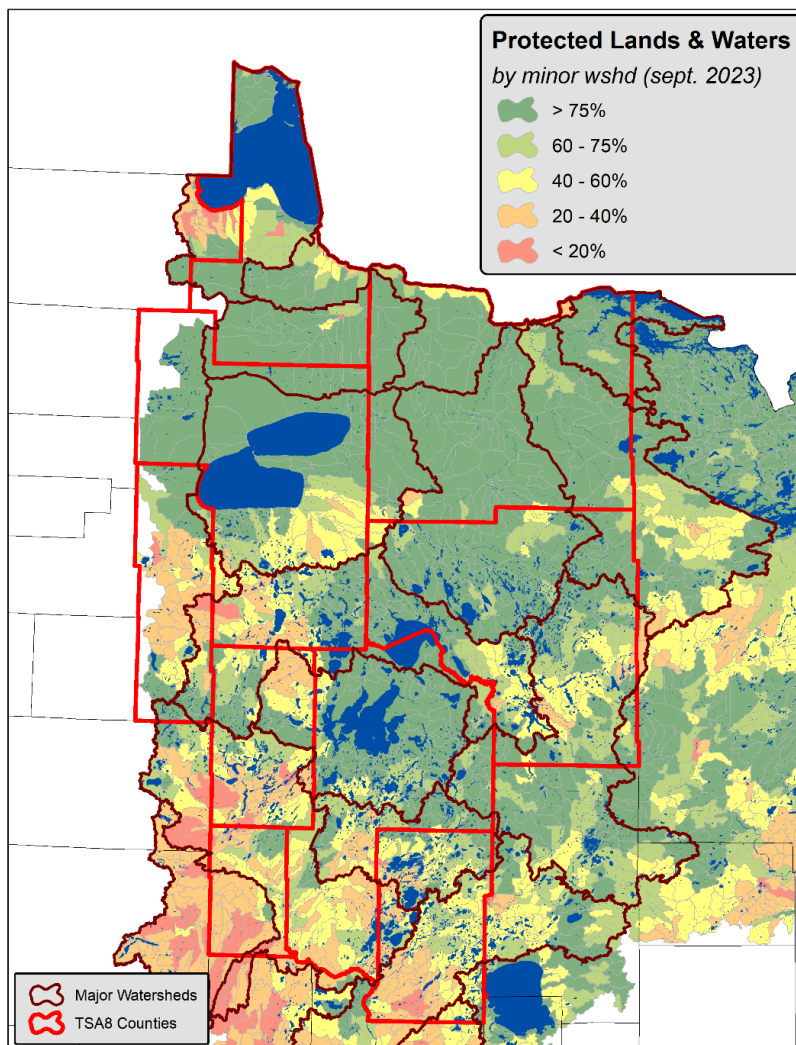 Protected Lands & Waters
by minor wshd (sept. 2023)
> 75%
60 - 75%
40 - 60%
20 - 40%
< 20%
Major Watersheds
TSA8 Counties